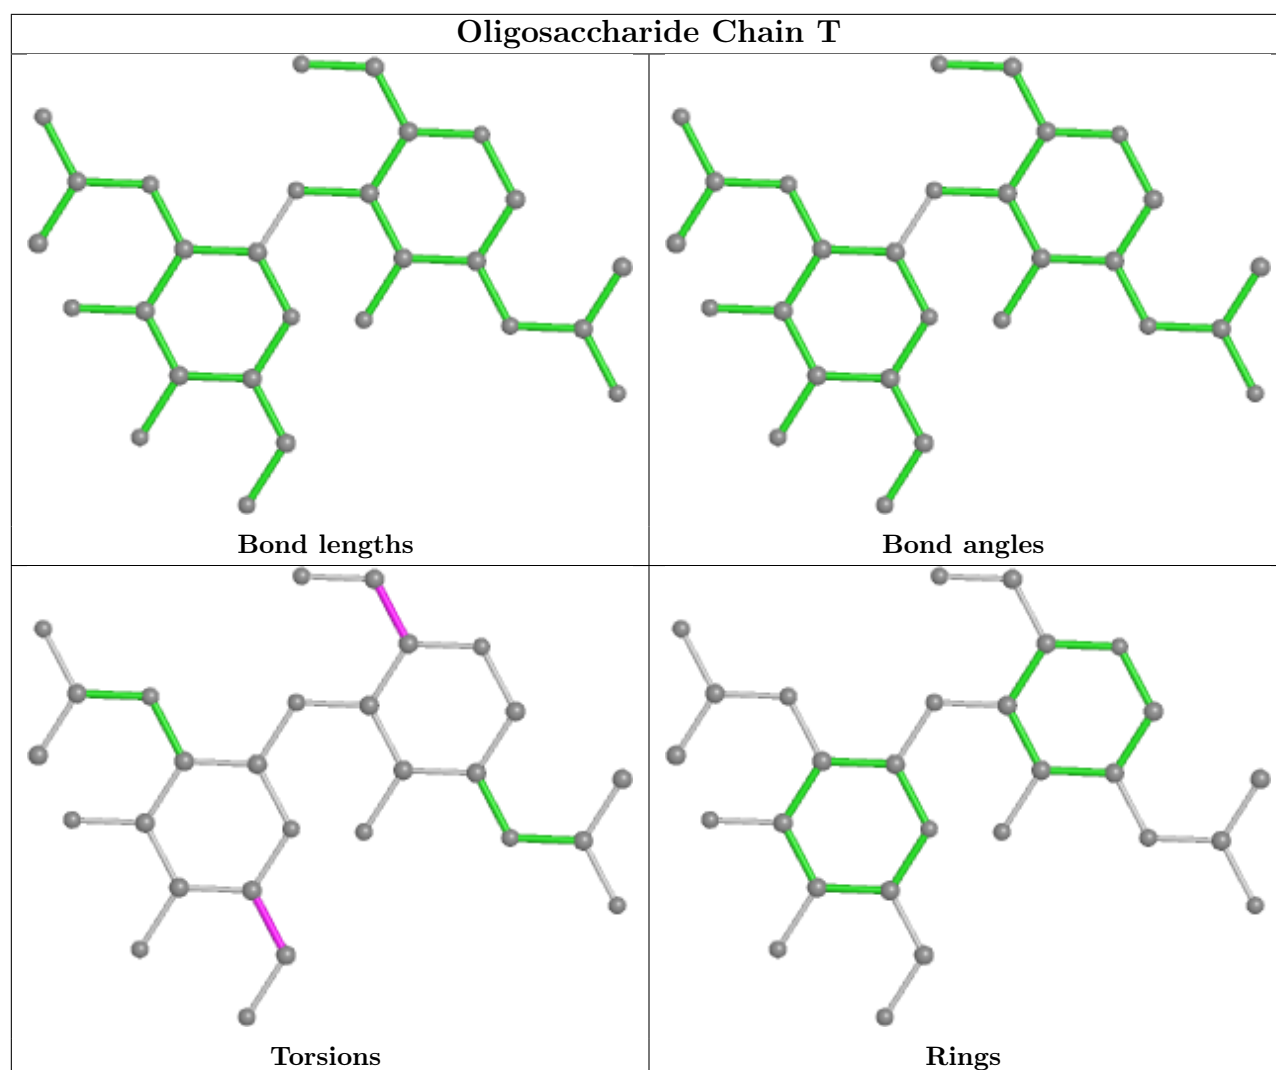 Oligosaccharide Chain T
Bond lengths
Bond angles
Torsions
Rings